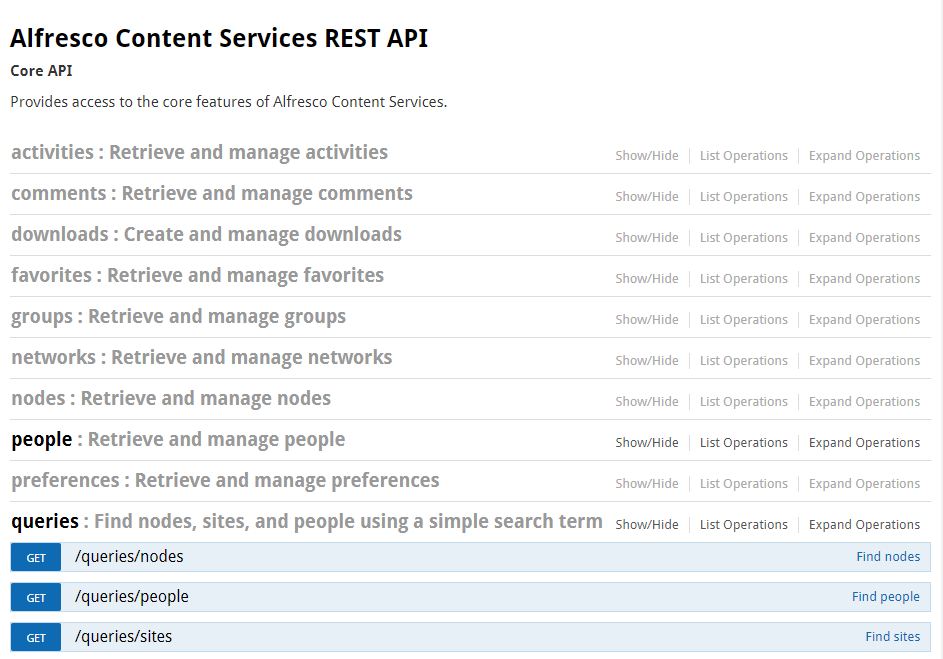 Alfresco Content Services REST API
Core API
Provides access to the core features of Alfresco Content Services.
activities : Retrieve and manage activities Show/Hide List Operations Expand Operations
comments : Retrieve and manage comments Show/Hide List Operations Expand Operations
downloads : Create and manage downloads Show/Hide List Operations Expand Operations
favorites : Retrieve and manage favorites Show/Hide List Operations Expand Operations
groups : Retrieve and manage groups Show/Hide List Operations Expand Operations
networks : Retrieve and manage networks Show/Hide List Operations Expand Operations
nodes : Retrieve and manage nodes Show/Hide List Operations Expand Operations
people : Retrieve and manage people Show/Hide List Operations Expand Operations
preferences : Retrieve and manage preferences Show/Hide List Operations Expand Operations
queries : Find nodes, sites, and people using a simple search term Show/Hide List Operations Expand Operations
GET /queries/nodes Find nodes
GET /queries/people Find people
GET /queries/sites Find sites